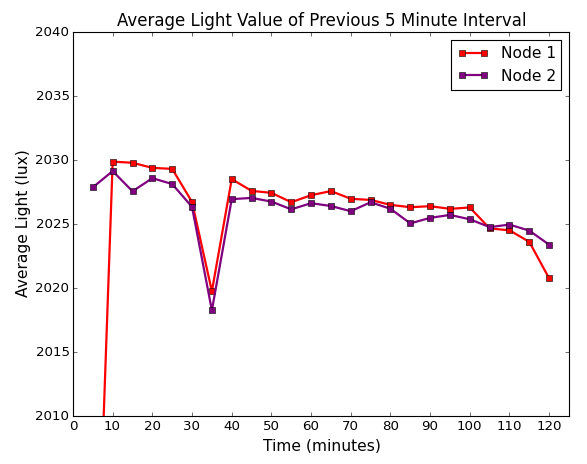 Average Light Value of Previous 5 Minute Interval
Node 1
Node 2
Average Light (lux)
2040
2035
2030
2025
2020
2015
2010
0 10 20 30 40 50 60 70 80 90 100 110 120
Time (minutes)